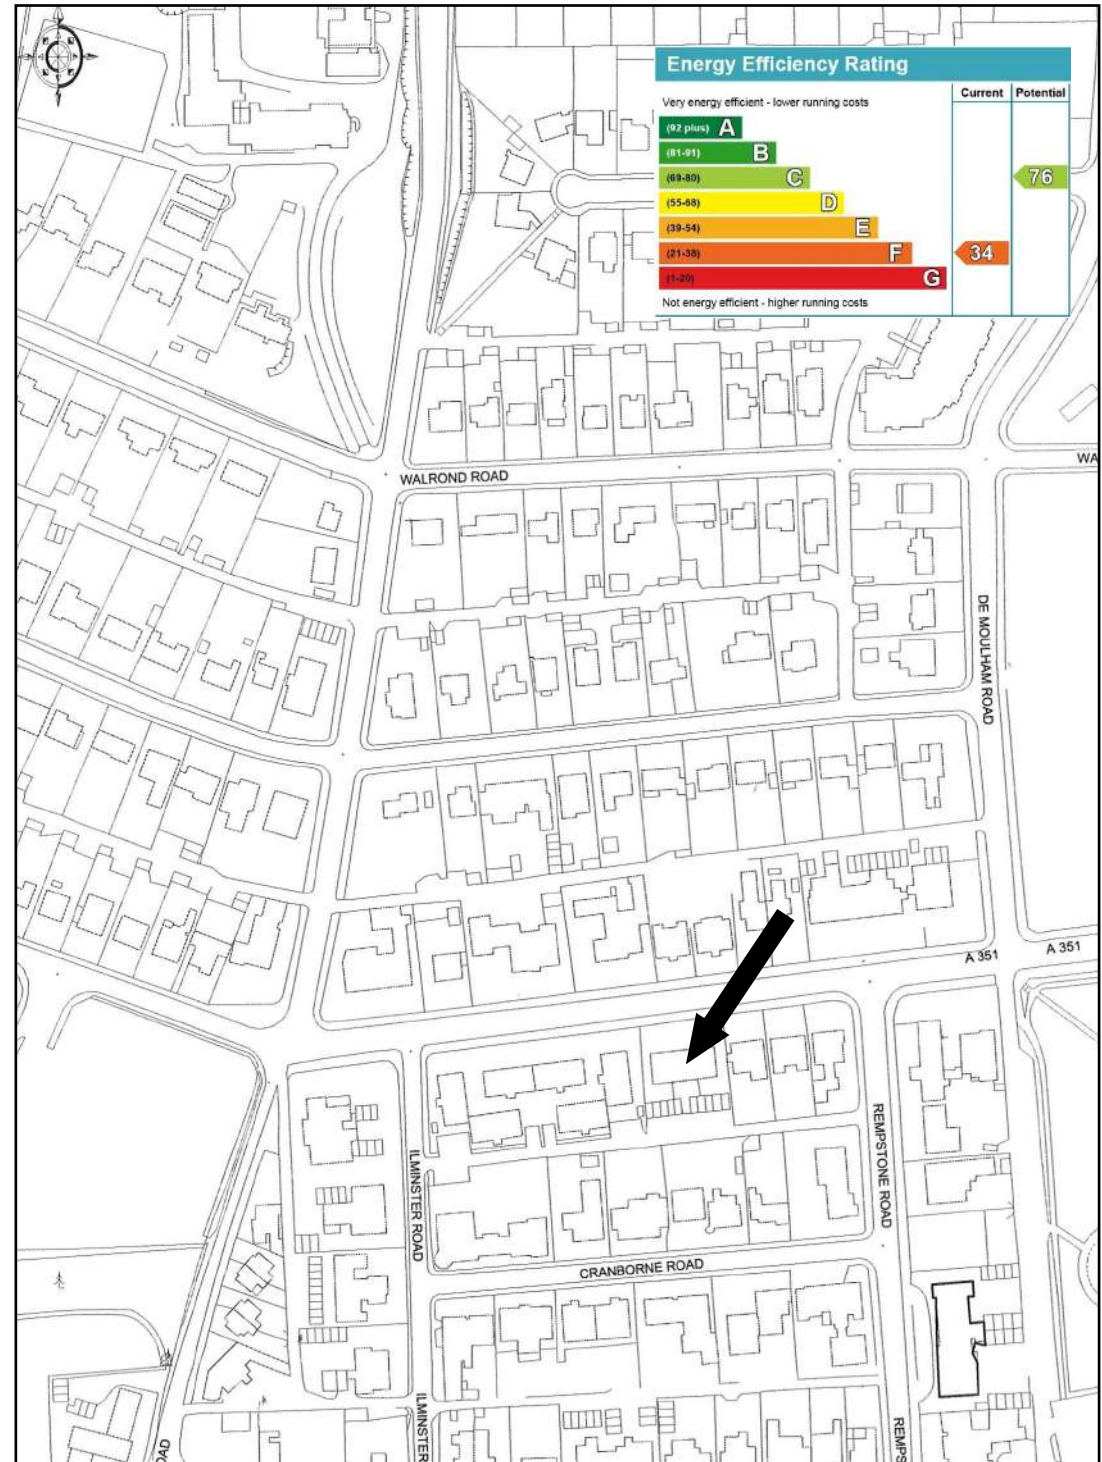 Energy Efficiency Rating
Current Potential
Very energy efficient - lower running costs
(92 plus) A
(81-91) B
(69-80) C
76
(55-68) D
(39-54) E
(21-38) F
34
(1-20) G
Not energy efficient - higher running costs
WALROND ROAD
WA
DE MOULHAM ROAD
A 351
A 351
ILMINSTER ROAD
REMPSTONE ROAD
CRANBORNE ROAD
ILMINSTER
REMPS
OAD